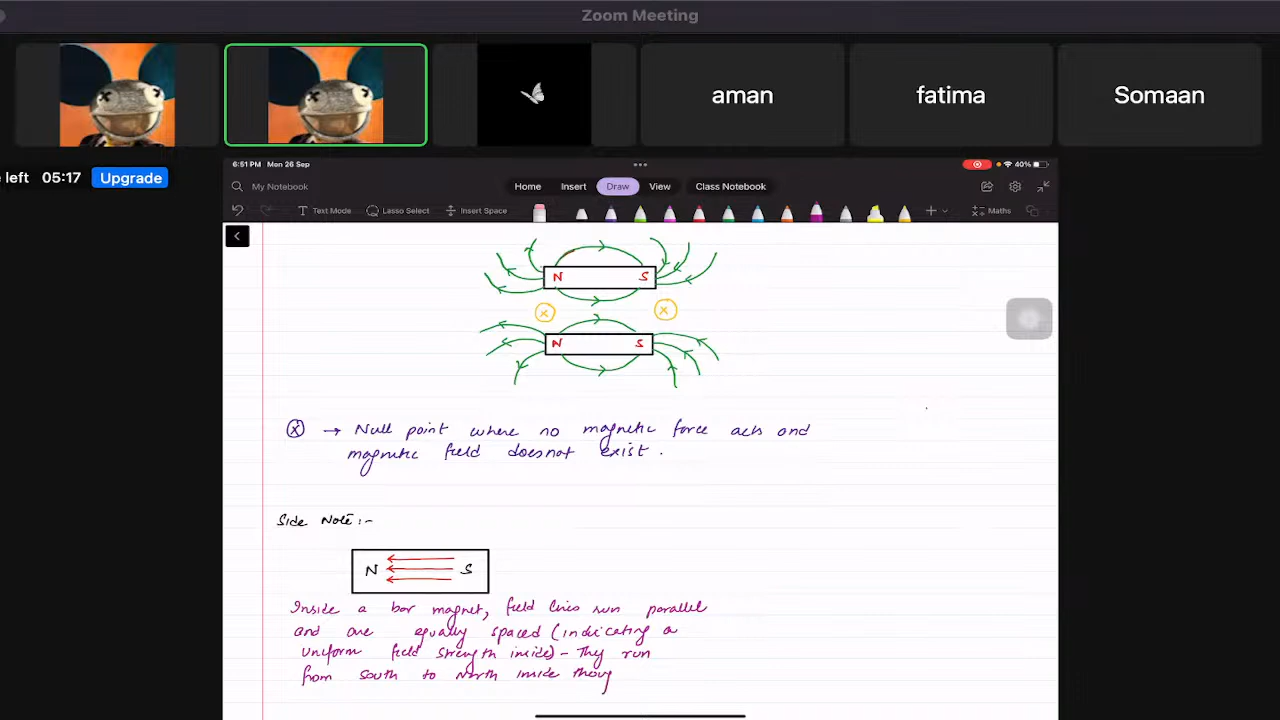 Zoom Meeting
aman
fatima
Somaan
left 05:17 Upgrade
6:51 PM Mon 26 Sep
40%
My Notebook
Home Insert Draw View Class Notebook
Text Mode Lasso Select Insert Space Maths
N S
x x
N S
x → Null point where no magnetic force acts and
magnetic field doesnot exist.
Side Note:-
N S
Inside a bar magnet, field lines run parallel
and are equally spaced (indicating a
uniform field strength inside) - They run
from south to North inside though